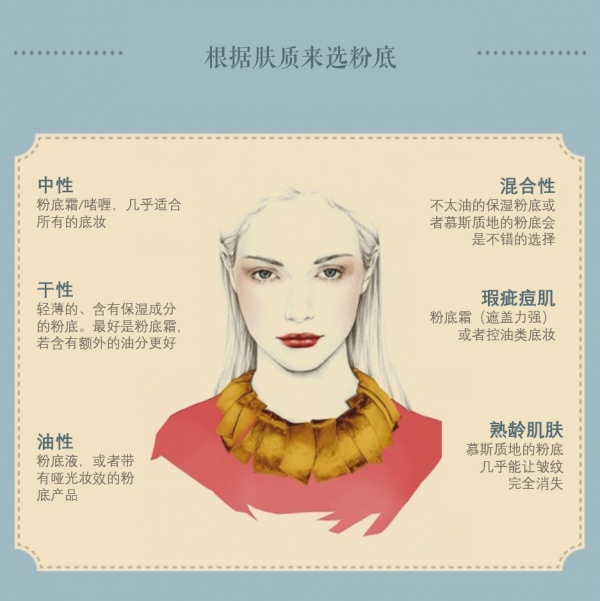 根据肤质来选粉底
中性
粉底霜/啫喱，几乎适合
所有的底妆
干性
轻薄的、含有保湿成分
的粉底。最好是粉底霜,
若含有额外的油分更好
油性
粉底液，或者带
有哑光妆效的粉
底产品
混合性
不太油的保湿粉底或
者慕斯质地的粉底会
是不错的选择
瑕疵痘肌
粉底霜（遮盖力强）
或者控油类底妆
熟龄肌肤
慕斯质地的粉底
几乎能让皱纹
完全消失